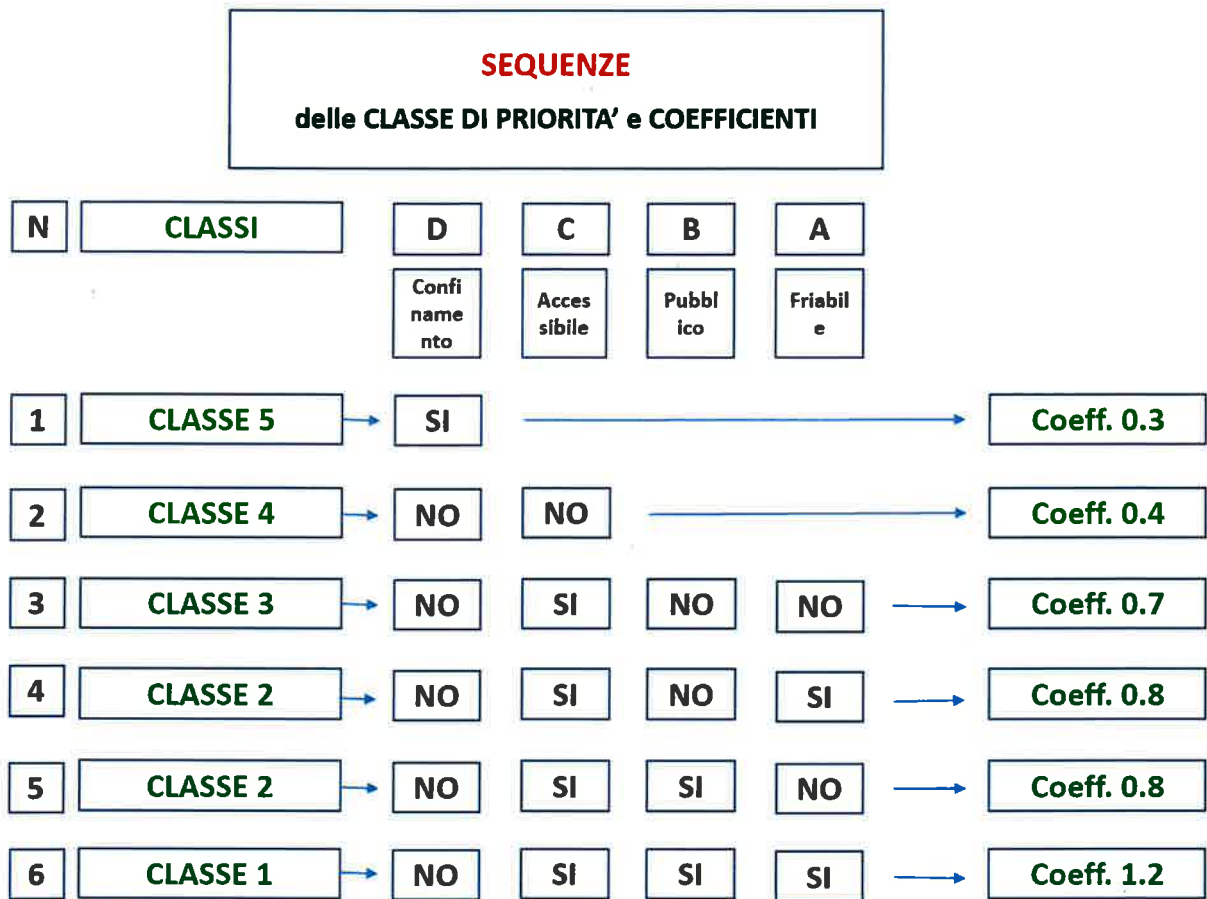 SEQUENZE
delle CLASSE DI PRIORITA' e COEFFICIENTI
N CLASSI D C B A
Confi
name
nto
Acces
sibile
Pubbl
ico
Friabil
e
1 CLASSE 5 SI Coeff. 0.3
2 CLASSE 4 NO NO Coeff. 0.4
3 CLASSE 3 NO SI NO NO Coeff. 0.7
4 CLASSE 2 NO SI NO SI Coeff. 0.8
5 CLASSE 2 NO SI SI NO Coeff. 0.8
6 CLASSE 1 NO SI SI SI Coeff. 1.2